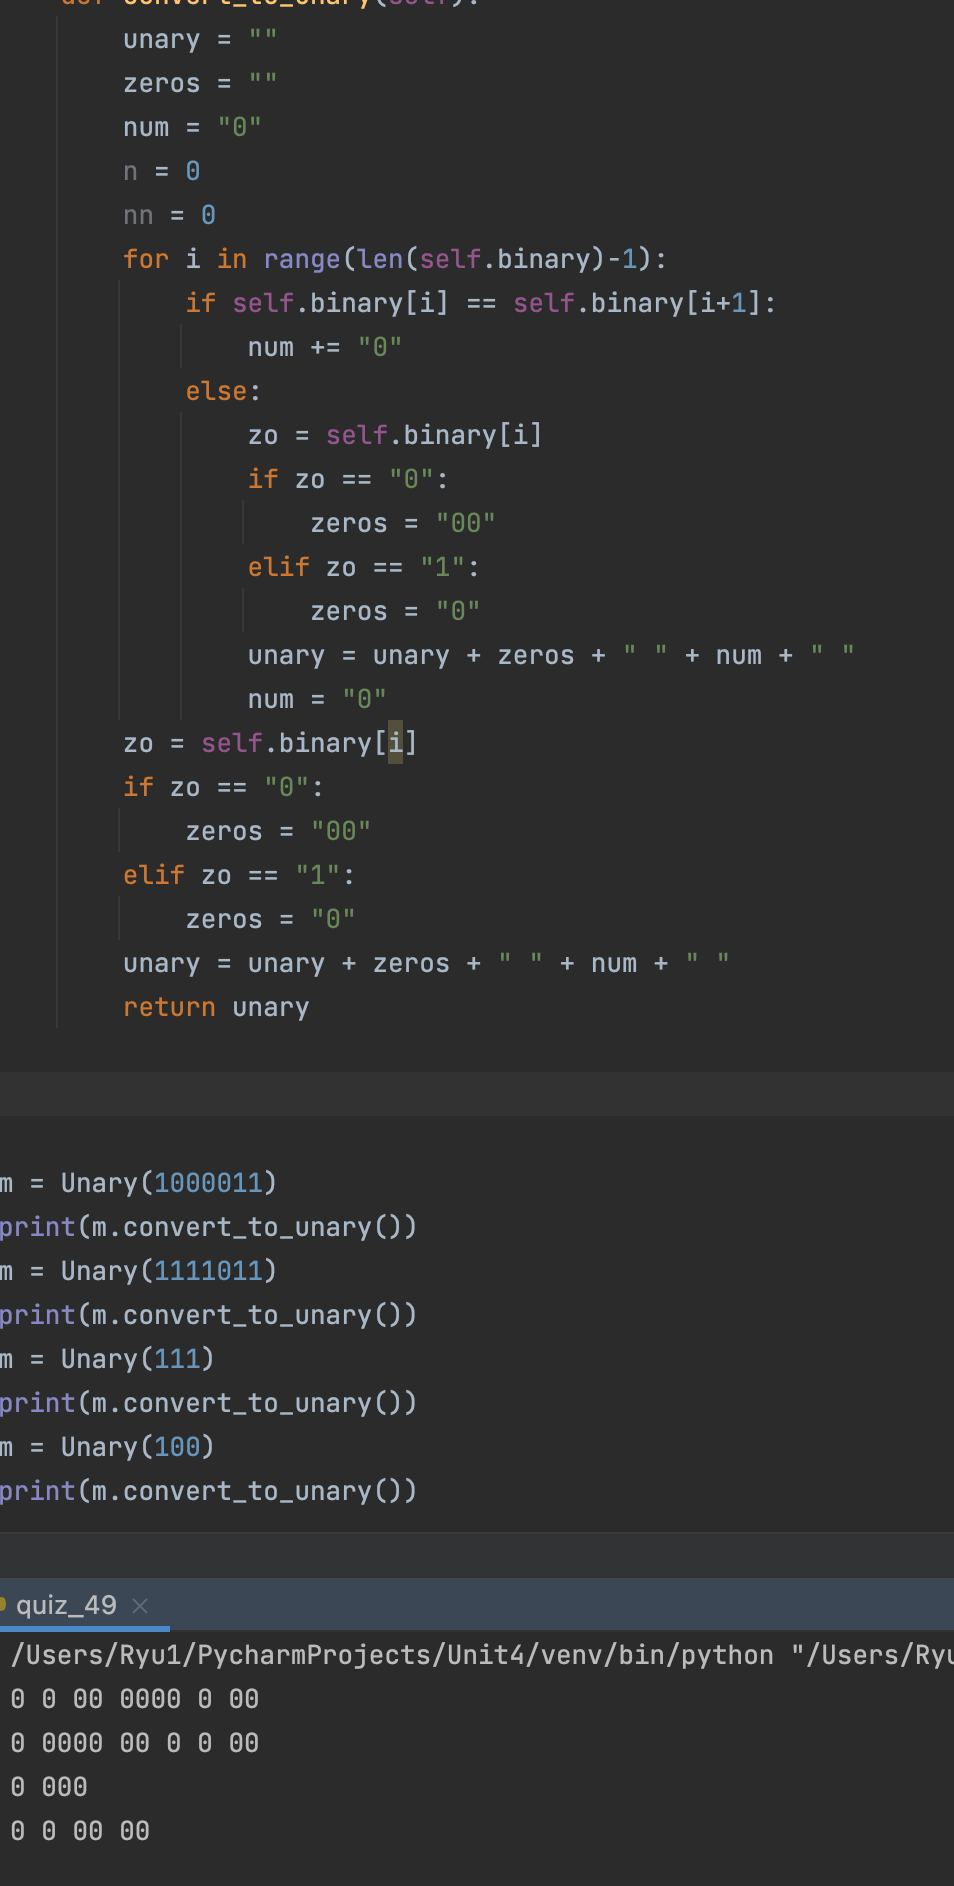 def convert_to_unary(self):
unary = ""
zeros = ""
num = "0"
n = 0
nn = 0
for i in range(len(self.binary)-1):
if self.binary[i] == self.binary[i+1]:
num += "0"
else:
zo = self.binary[i]
if zo == "0":
zeros = "00"
elif zo == "1":
zeros = "0"
unary = unary + zeros + " " + num + " "
num = "0"
zo = self.binary[i]
if zo == "0":
zeros = "00"
elif zo == "1":
zeros = "0"
unary = unary + zeros + " " + num + " "
return unary
m = Unary(1000011)
print(m.convert_to_unary())
m = Unary(1111011)
print(m.convert_to_unary())
m = Unary(111)
print(m.convert_to_unary())
m = Unary(100)
print(m.convert_to_unary())
quiz_49 ×
/Users/Ryu1/PycharmProjects/Unit4/venv/bin/python "/Users/Ryu
0 0 00 0000 0 00
0 0000 00 0 0 00
0 000
0 0 00 00